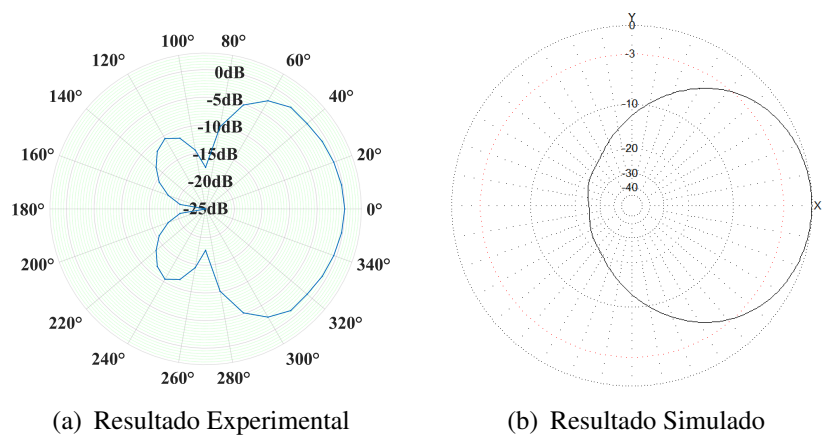 100° 80°
120° 60°
140° 40°
160° 20°
180° 0°
200° 340°
220° 320°
240° 300°
260° 280°
0dB
-5dB
-10dB
-15dB
-20dB
-25dB
(a) Resultado Experimental
Y
0
-3
-10
-20
-30
-40
X
(b) Resultado Simulado